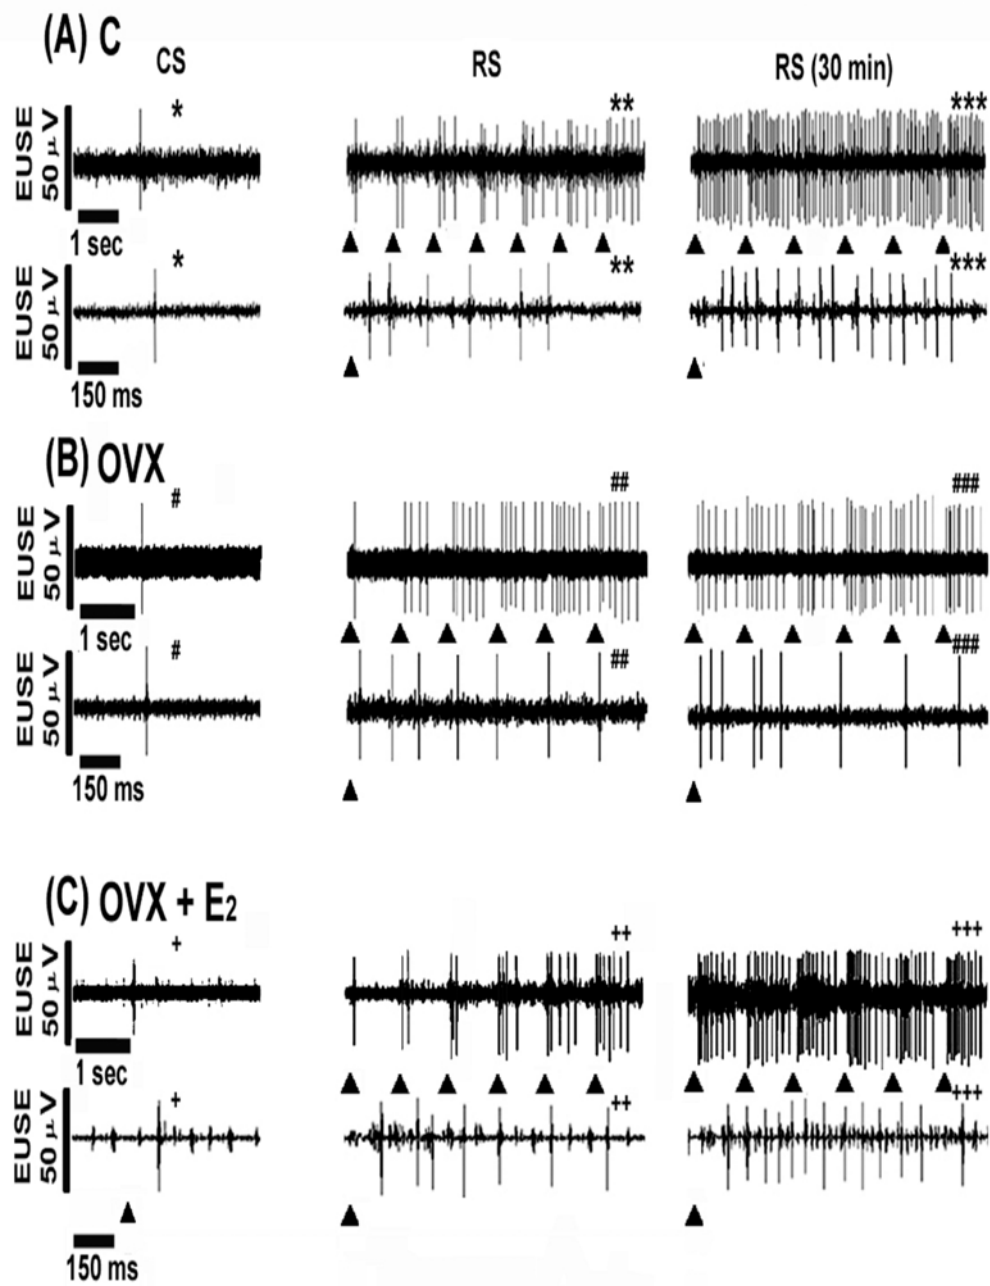 (A) C
CS RS RS (30 min)
EUSE 50 µV * ** ***
1 sec
EUSE 50 µV * ** ***
150 ms
(B) OVX
EUSE 50 µV # ## ###
1 sec
EUSE 50 µV # ## ###
150 ms
(C) OVX + E2
EUSE 50 µV + ++ +++
1 sec
EUSE 50 µV + ++ +++
150 ms